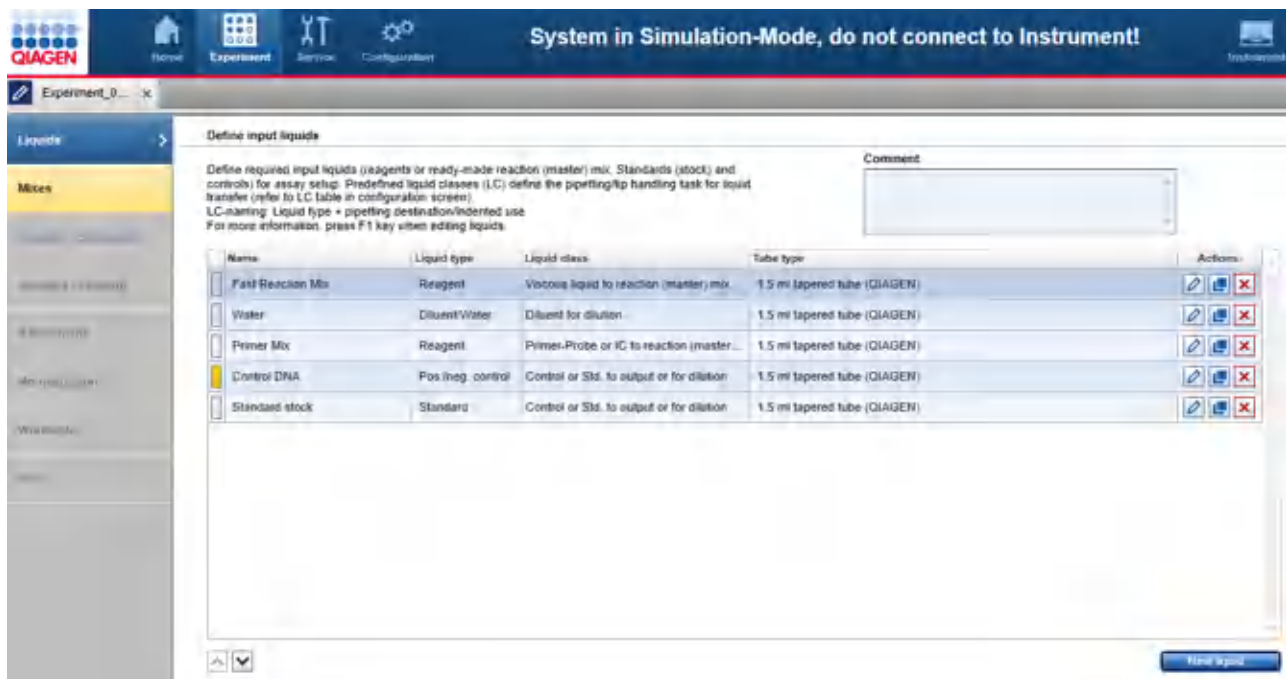 System in Simulation-Mode, do not connect to Instrument!
QIAGEN
Home Experiment Service Configuration Instrument
Experiment_0... x
Liquids
Define input liquids
Comment
Define required input liquids (reagents or ready-made reaction (master) mix, Standards (stock) and
controls) for assay setup. Predefined liquid classes (LC) define the pipetting/tip handling task for liquid
transfer (refer to LC table in configuration screen).
LC-naming: Liquid type + pipetting destination/indented use
For more information, press F1 key when editing liquids.
Mixes
Name Liquid type Liquid class Tube type Actions
Fast Reaction Mix Reagent Viscous liquid to reaction (master) mix 1.5 ml tapered tube (QIAGEN)
Water Diluent/Water Diluent for dilution 1.5 ml tapered tube (QIAGEN)
Primer Mix Reagent Primer-Probe or IC to reaction (master... 1.5 ml tapered tube (QIAGEN)
Control DNA Pos./neg. control Control or Std. to output or for dilution 1.5 ml tapered tube (QIAGEN)
Standard stock Standard Control or Std. to output or for dilution 1.5 ml tapered tube (QIAGEN)
New liquid